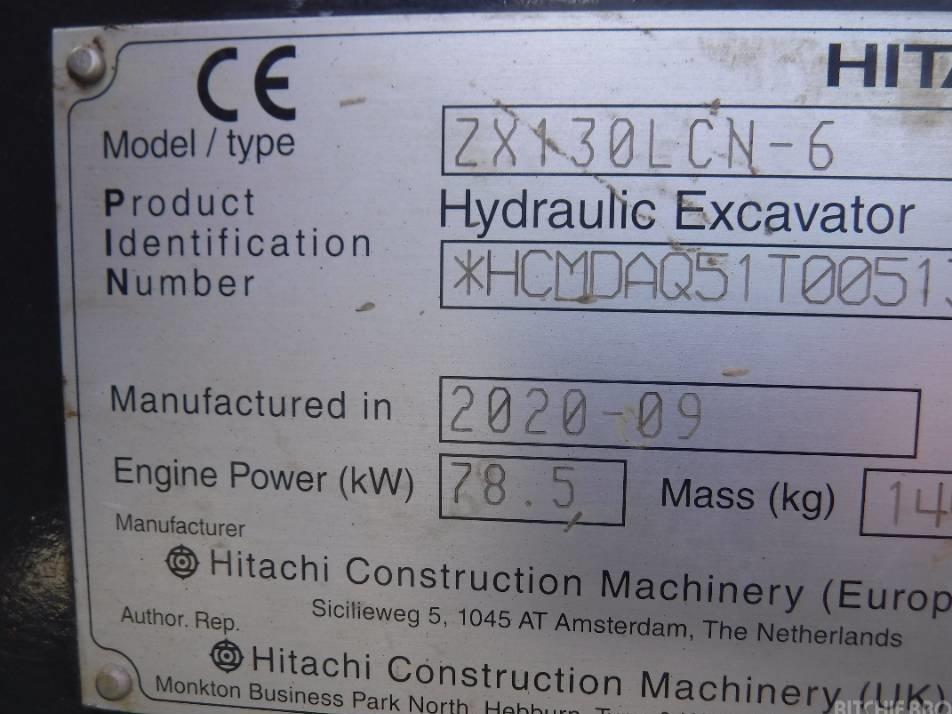 CE
HIT
Model / type ZX130LCN-6
Product Hydraulic Excavator
Identification
Number *HCMDAQ51T0051
Manufactured in 2020-09
Engine Power (kW) 78.5 Mass (kg) 14
Manufacturer
Hitachi Construction Machinery (Europ
Sicilieweg 5, 1045 AT Amsterdam, The Netherlands
Author. Rep.
Hitachi Construction Machinery (UK)
Monkton Business Park North, Hebburn,
RITCHIE BROS